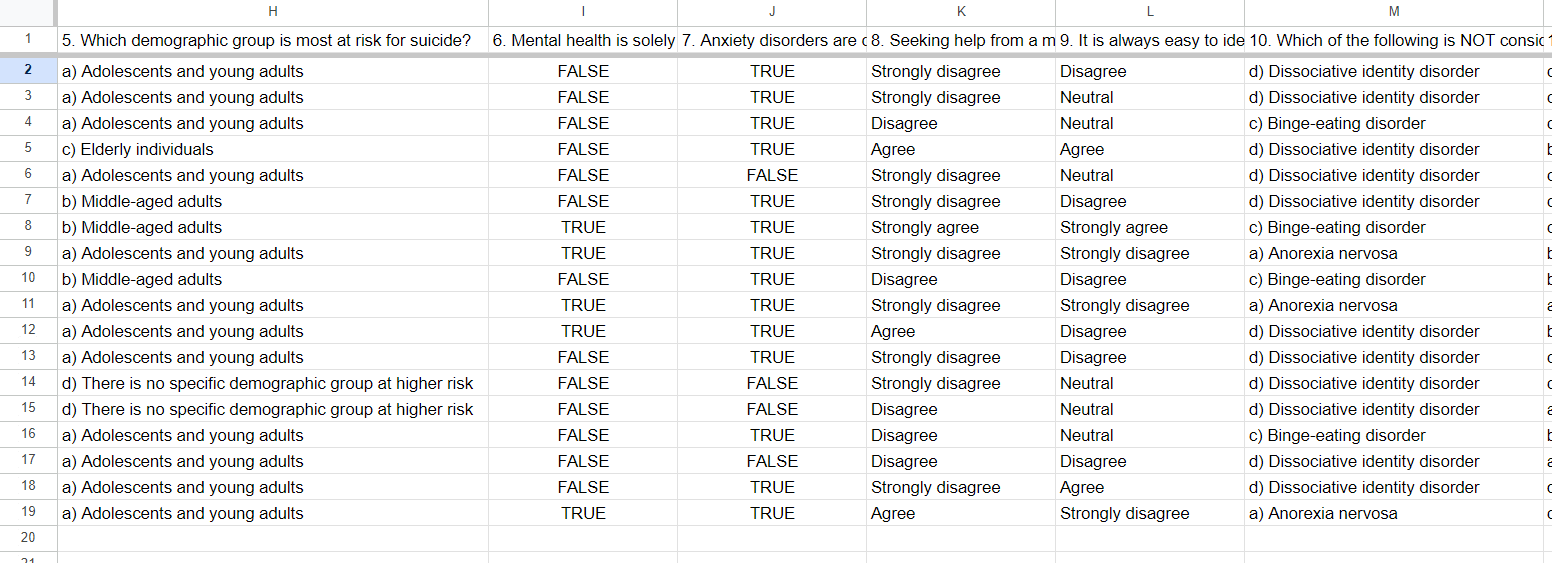 H I J K L M
1 5. Which demographic group is most at risk for suicide? 6. Mental health is solely 7. Anxiety disorders are 8. Seeking help from a m 9. It is always easy to ide 10. Which of the following is NOT consid
2 a) Adolescents and young adults FALSE TRUE Strongly disagree Disagree d) Dissociative identity disorder
3 a) Adolescents and young adults FALSE TRUE Strongly disagree Neutral d) Dissociative identity disorder
4 a) Adolescents and young adults FALSE TRUE Disagree Neutral c) Binge-eating disorder
5 c) Elderly individuals FALSE TRUE Agree Agree d) Dissociative identity disorder
6 a) Adolescents and young adults FALSE FALSE Strongly disagree Neutral d) Dissociative identity disorder
7 b) Middle-aged adults FALSE TRUE Strongly disagree Disagree d) Dissociative identity disorder
8 b) Middle-aged adults TRUE TRUE Strongly agree Strongly agree c) Binge-eating disorder
9 a) Adolescents and young adults TRUE TRUE Strongly disagree Strongly disagree a) Anorexia nervosa
10 b) Middle-aged adults FALSE TRUE Disagree Disagree c) Binge-eating disorder
11 a) Adolescents and young adults TRUE TRUE Strongly disagree Strongly disagree a) Anorexia nervosa
12 a) Adolescents and young adults TRUE TRUE Agree Disagree d) Dissociative identity disorder
13 a) Adolescents and young adults FALSE TRUE Strongly disagree Disagree d) Dissociative identity disorder
14 d) There is no specific demographic group at higher risk FALSE FALSE Strongly disagree Neutral d) Dissociative identity disorder
15 d) There is no specific demographic group at higher risk FALSE FALSE Disagree Neutral d) Dissociative identity disorder
16 a) Adolescents and young adults FALSE TRUE Disagree Neutral c) Binge-eating disorder
17 a) Adolescents and young adults FALSE FALSE Disagree Disagree d) Dissociative identity disorder
18 a) Adolescents and young adults FALSE TRUE Strongly disagree Agree d) Dissociative identity disorder
19 a) Adolescents and young adults TRUE TRUE Agree Strongly disagree a) Anorexia nervosa
20